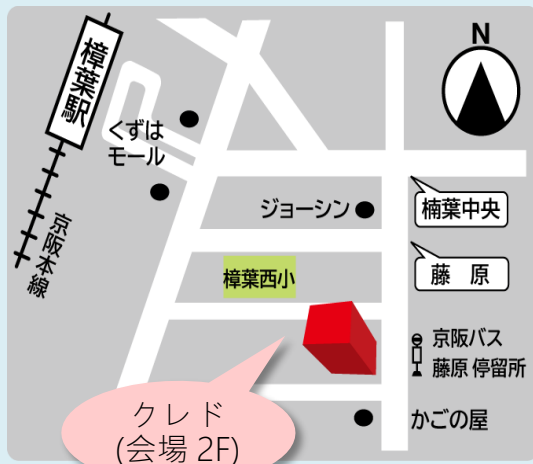 N
樟葉駅
くずは
モール
京阪本線
ジョーシン
楠葉中央
藤 原
樟葉西小
京阪バス
藤原 停留所
かごの屋
クレド
(会場 2F)